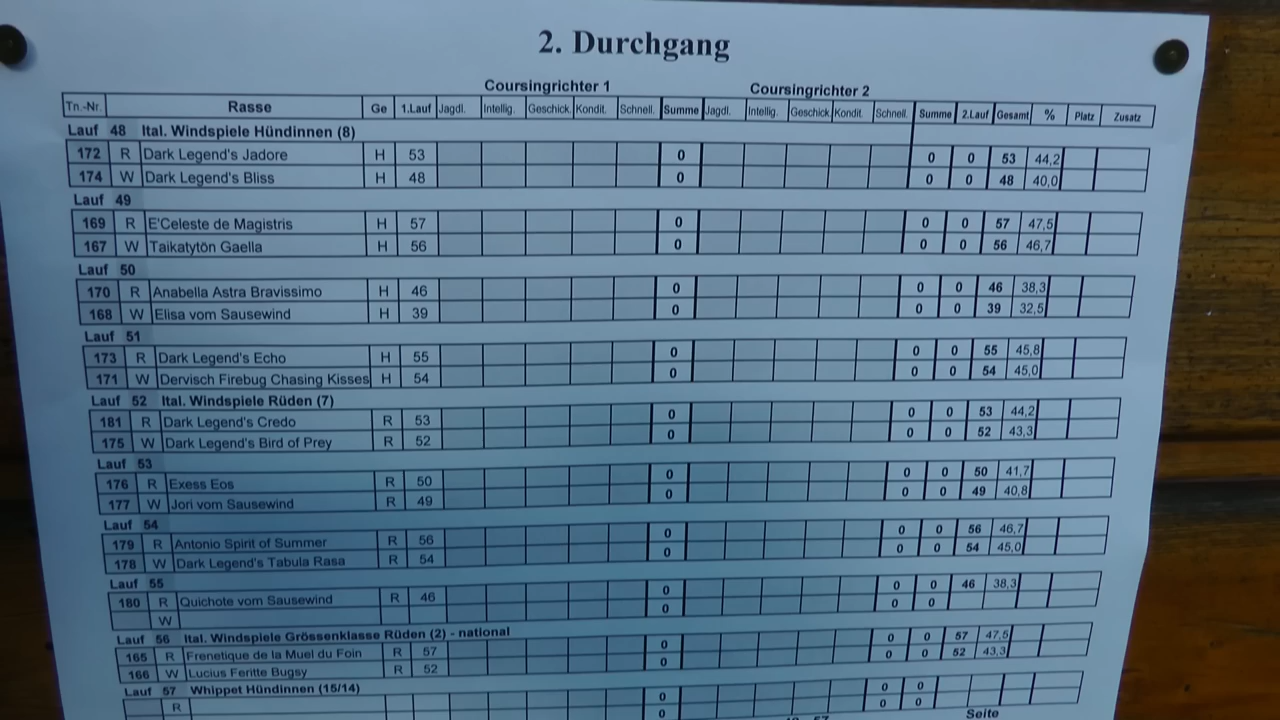 2. Durchgang
Coursingrichter 1 Coursingrichter 2
Tn.-Nr. Rasse Ge 1.Lauf Jagdl. Intellig. Geschick. Kondit. Schnell. Summe Jagdl. Intellig. Geschick. Kondit. Schnell. Summe 2.Lauf Gesamt % Platz Zusatz
Lauf 48 Ital. Windspiele Hündinnen (8)
172 R Dark Legend's Jadore H 53 0 0 0 53 44,2
174 W Dark Legend's Bliss H 48 0 0 0 48 40,0
Lauf 49
169 R E'Celeste de Magistris H 57 0 0 0 57 47,5
167 W Taikatytön Gaella H 56 0 0 0 56 46,7
Lauf 50
170 R Anabella Astra Bravissimo H 46 0 0 0 46 38,3
168 W Elisa vom Sausewind H 39 0 0 0 39 32,5
Lauf 51
173 R Dark Legend's Echo H 55 0 0 0 55 45,8
171 W Dervisch Firebug Chasing Kisses H 54 0 0 0 54 45,0
Lauf 52 Ital. Windspiele Rüden (7)
181 R Dark Legend's Credo R 53 0 0 0 53 44,2
175 W Dark Legend's Bird of Prey R 52 0 0 0 52 43,3
Lauf 53
176 R Exess Eos R 50 0 0 0 50 41,7
177 W Jori vom Sausewind R 49 0 0 0 49 40,8
Lauf 54
179 R Antonio Spirit of Summer R 56 0 0 0 56 46,7
178 W Dark Legend's Tabula Rasa R 54 0 0 0 54 45,0
Lauf 55
180 R Quichote vom Sausewind R 46 0 0 0 46 38,3
W 0 0 0
Lauf 56 Ital. Windspiele Grössenklasse Rüden (2) - national
165 R Frenetique de la Muel du Foin R 57 0 0 0 57 47,5
166 W Lucius Feritte Bugsy R 52 0 0 0 52 43,3
Lauf 57 Whippet Hündinnen (15/14)
R 0 0 0
0 0 0
Seite